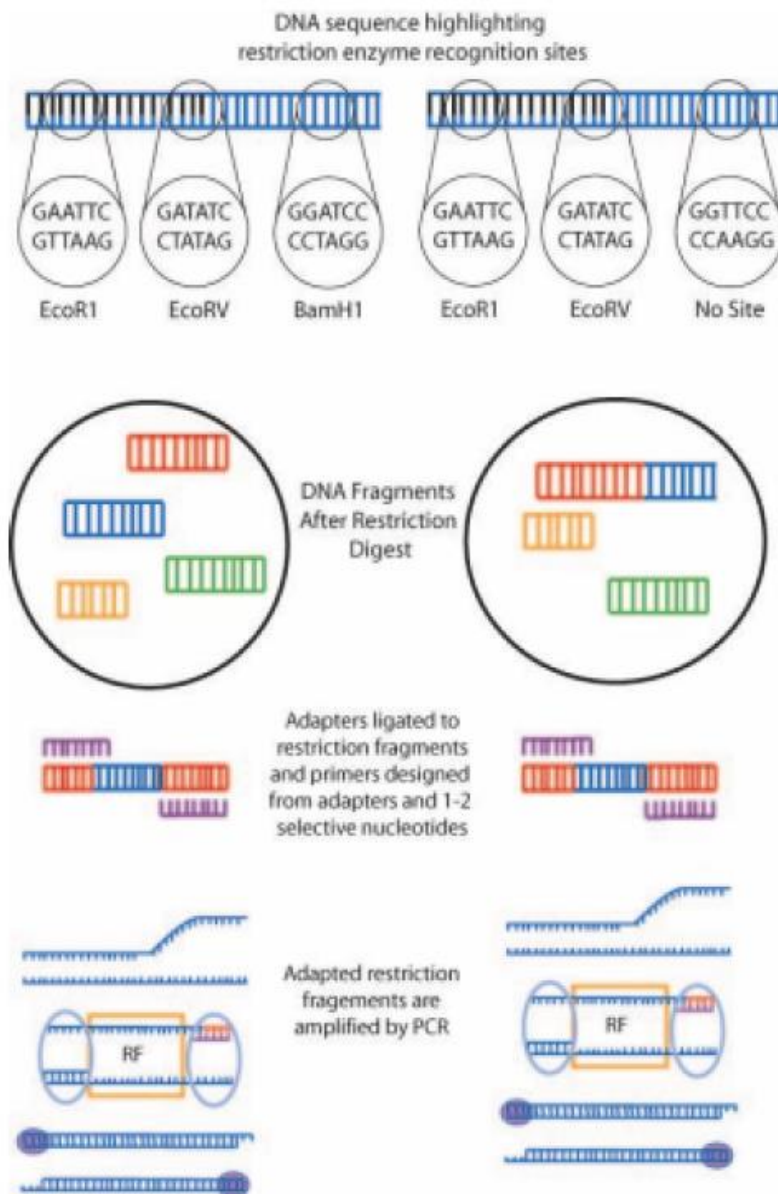 DNA sequence highlighting
restriction enzyme recognition sites
GAATTC
GTTAAG
GATATC
CTATAG
GGATCC
CCTAGG
GAATTC
GTTAAG
GATATC
CTATAG
GGTTCC
CCAAGG
EcoR1 EcoRV BamH1 EcoR1 EcoRV No Site
DNA Fragments
After Restriction
Digest
Adapters ligated to
restriction fragments
and primers designed
from adapters and 1-2
selective nucleotides
Adapted restriction
fragements are
amplified by PCR
RF
RF